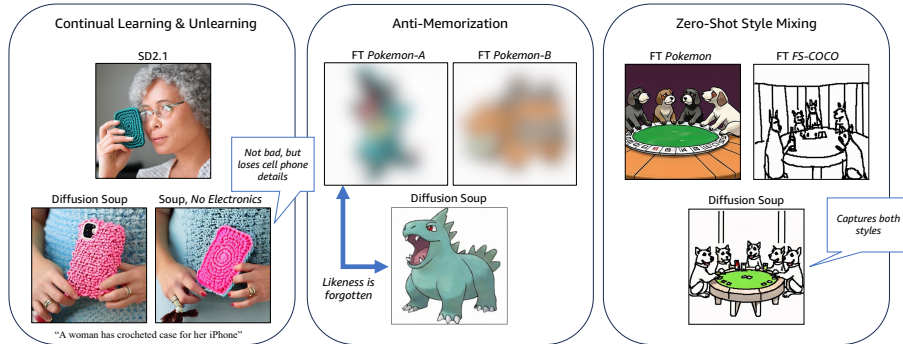 Continual Learning & Unlearning
SD2.1
Not bad, but
loses cell phone
details
Diffusion Soup
Soup, No Electronics
“A woman has crocheted case for her iPhone”
Anti-Memorization
FT Pokemon-A
FT Pokemon-B
Diffusion Soup
Likeness is
forgotten
Zero-Shot Style Mixing
FT Pokemon
FT FS-COCO
Diffusion Soup
Captures both
styles